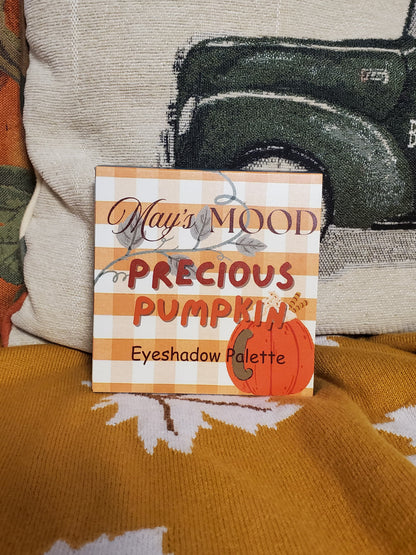 May's MOOD
PRECIOUS
PUMPKIN
Eyeshadow Palette